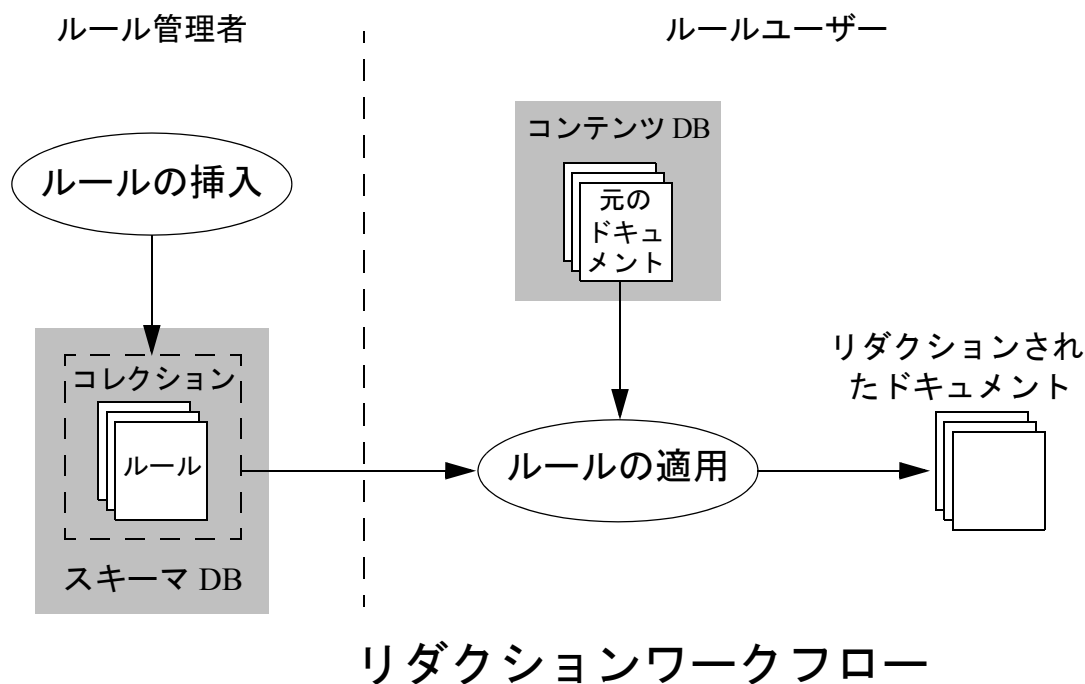 ルール管理者
ルールユーザー
コンテンツ DB
元の
ドキュ
メント
ルールの挿入
コレクション
ルール
スキーマ DB
ルールの適用
リダクションされ
たドキュメント
リダクションワークフロー